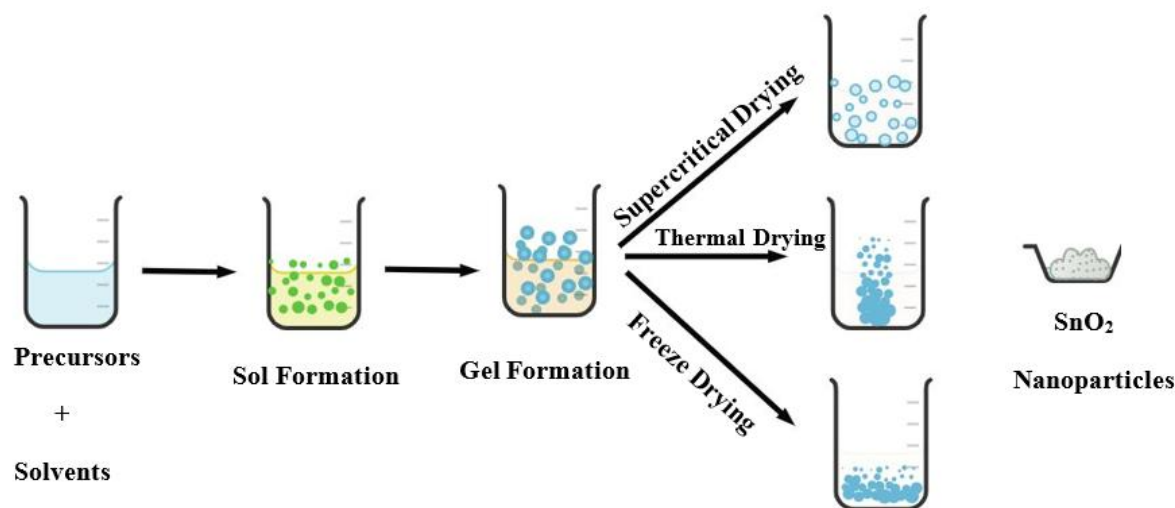 Precursors
+
Solvents
Sol Formation
Gel Formation
Supercritical Drying
Thermal Drying
Freeze Drying
SnO₂
Nanoparticles